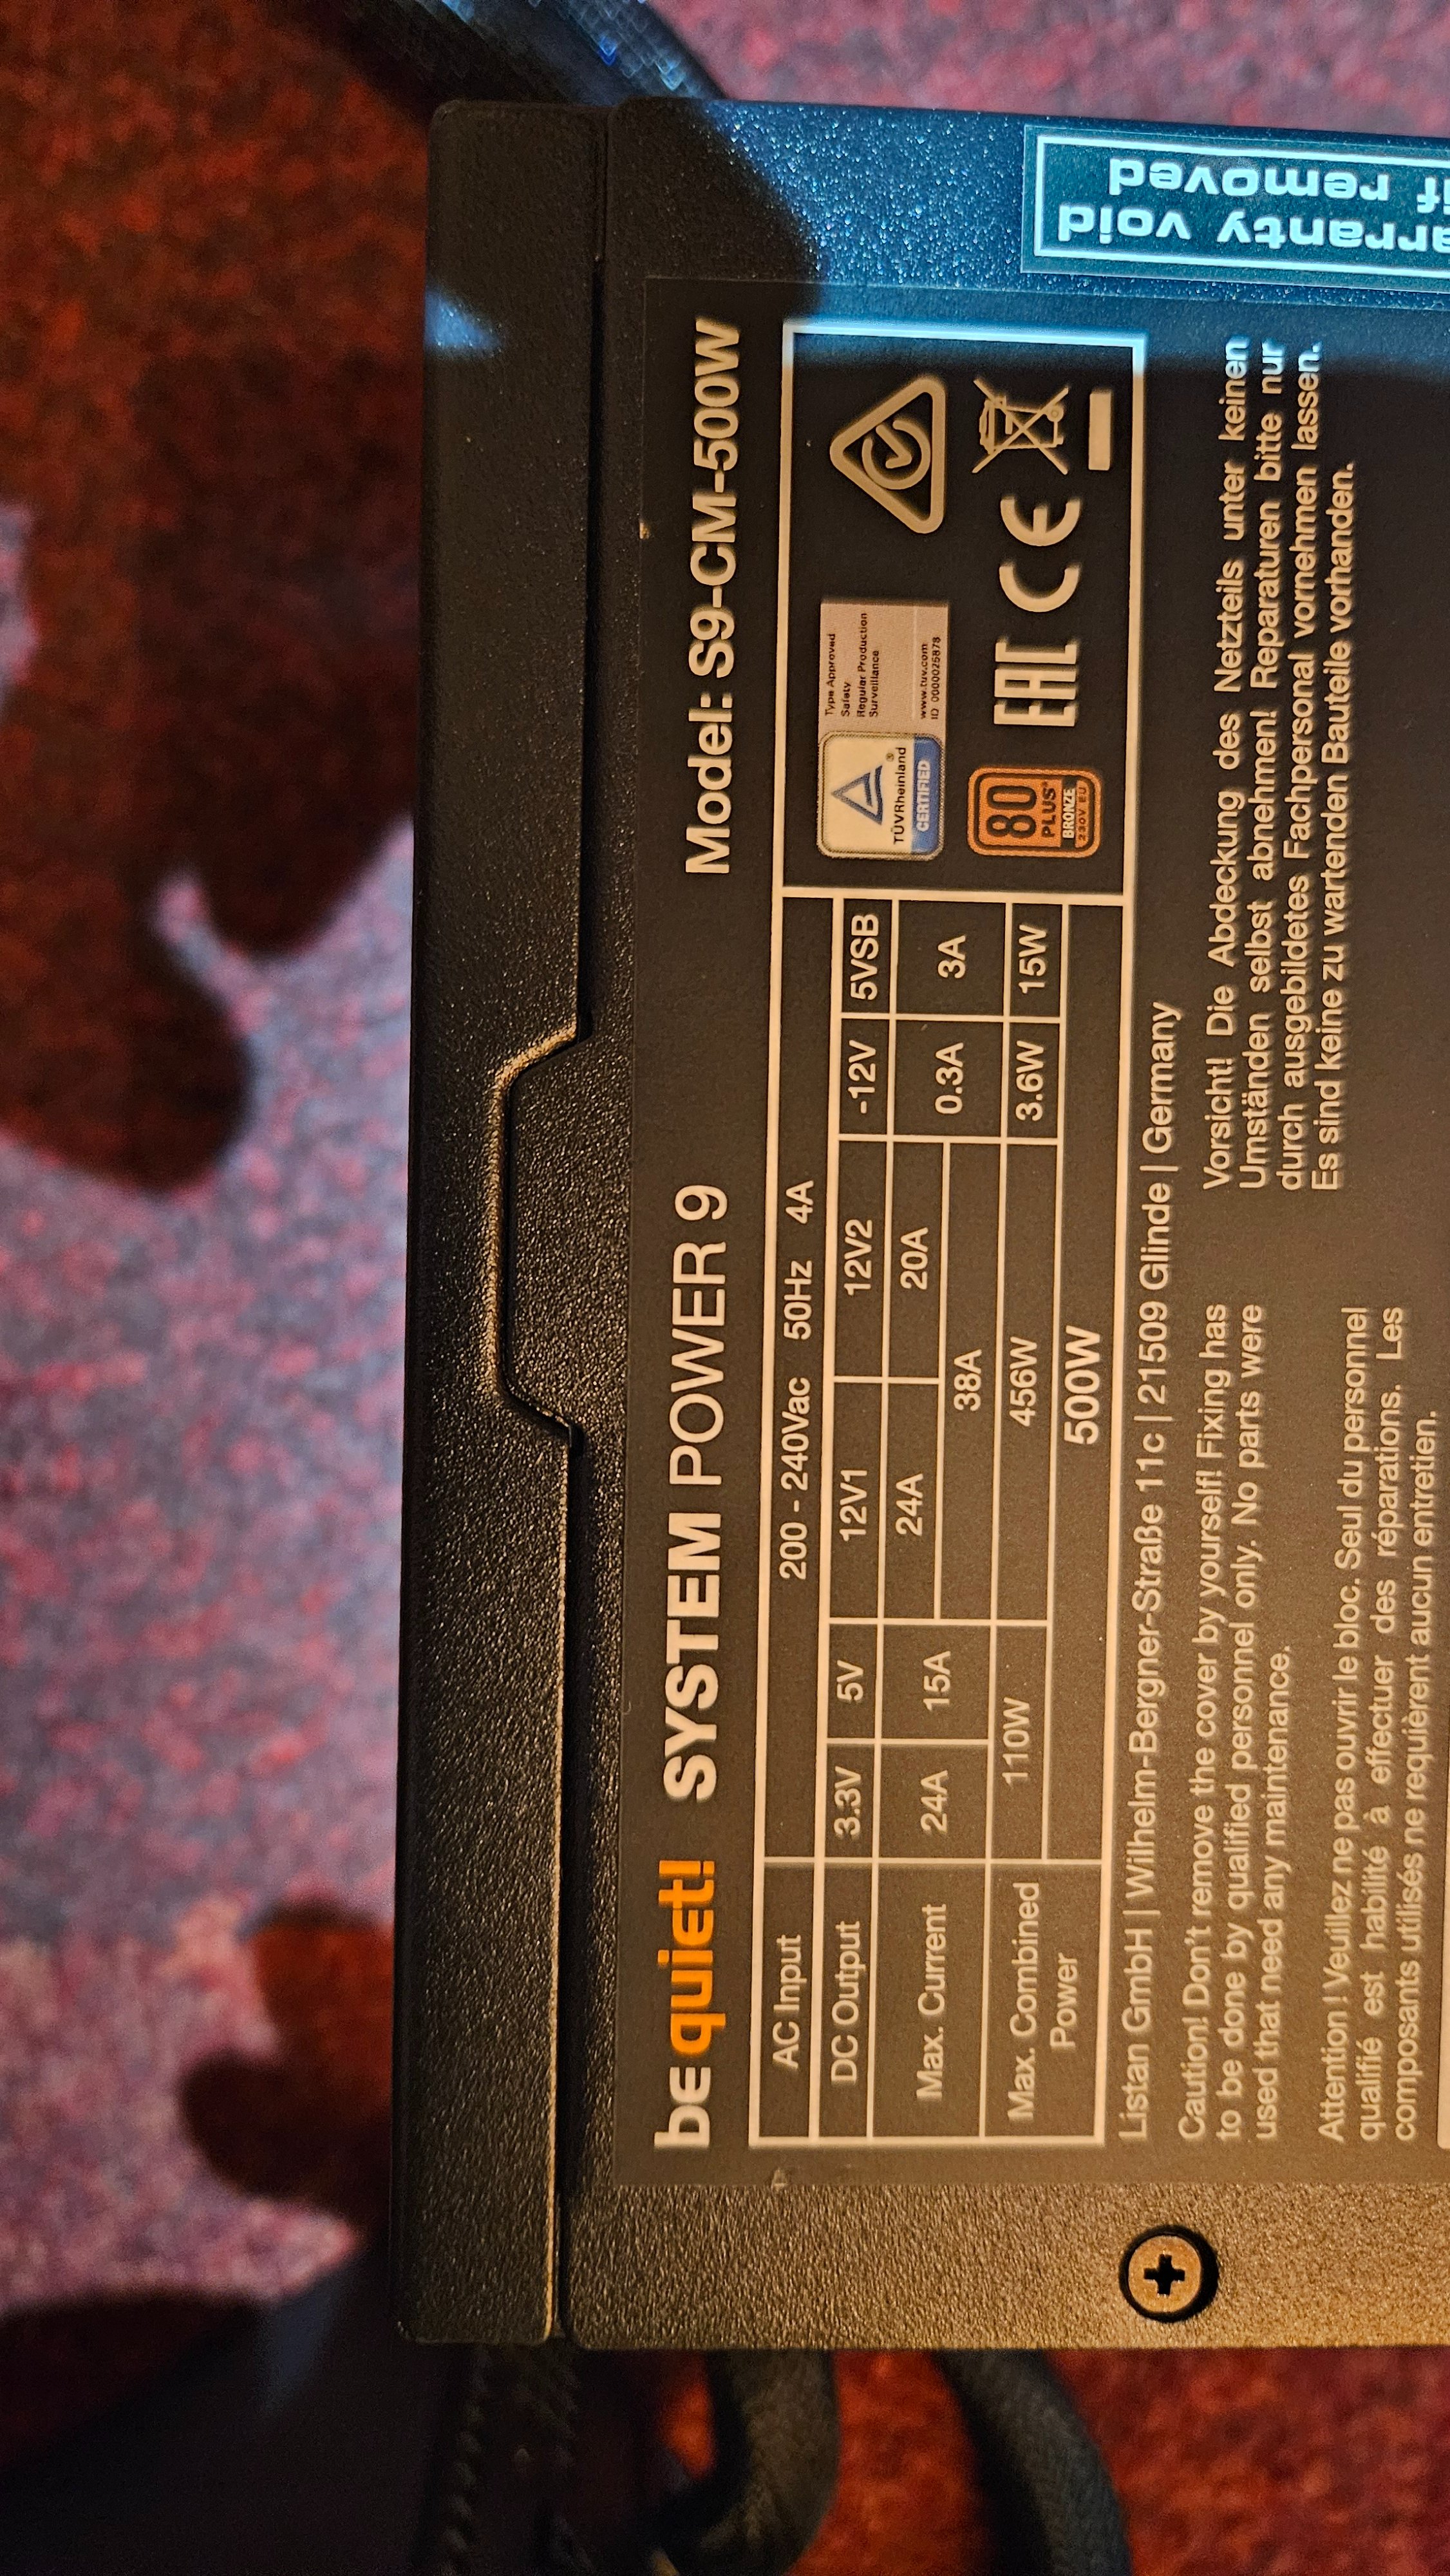 be quiet! SYSTEM POWER 9 Model: S9-CM-500W
AC Input 200 - 240Vac 50Hz 4A
DC Output 3.3V 5V 12V1 12V2 -12V 5VSB
Max. Current 24A 15A 24A 20A 0.3A 3A
38A
Max. Combined Power 110W 456W 3.6W 15W
500W
TÜVRheinland®
CERTIFIED
Type Approved
Safety
Regular Production
Surveillance
www.tuv.com
ID 0000025878
80
PLUS®
BRONZE
230V EU
EAC CE
Listan GmbH | Wilhelm-Bergner-Straße 11c | 21509 Glinde | Germany
Caution! Don't remove the cover by yourself! Fixing has
to be done by qualified personnel only. No parts were
used that need any maintenance.
Attention ! Veuillez ne pas ouvrir le bloc. Seul du personnel
qualifié est habilité à effectuer des réparations. Les
composants utilisés ne requièrent aucun entretien.
Vorsicht! Die Abdeckung des Netzteils unter keinen
Umständen selbst abnehmen! Reparaturen bitte nur
durch ausgebildetes Fachpersonal vornehmen lassen.
Es sind keine zu wartenden Bauteile vorhanden.
arranty void
if removed